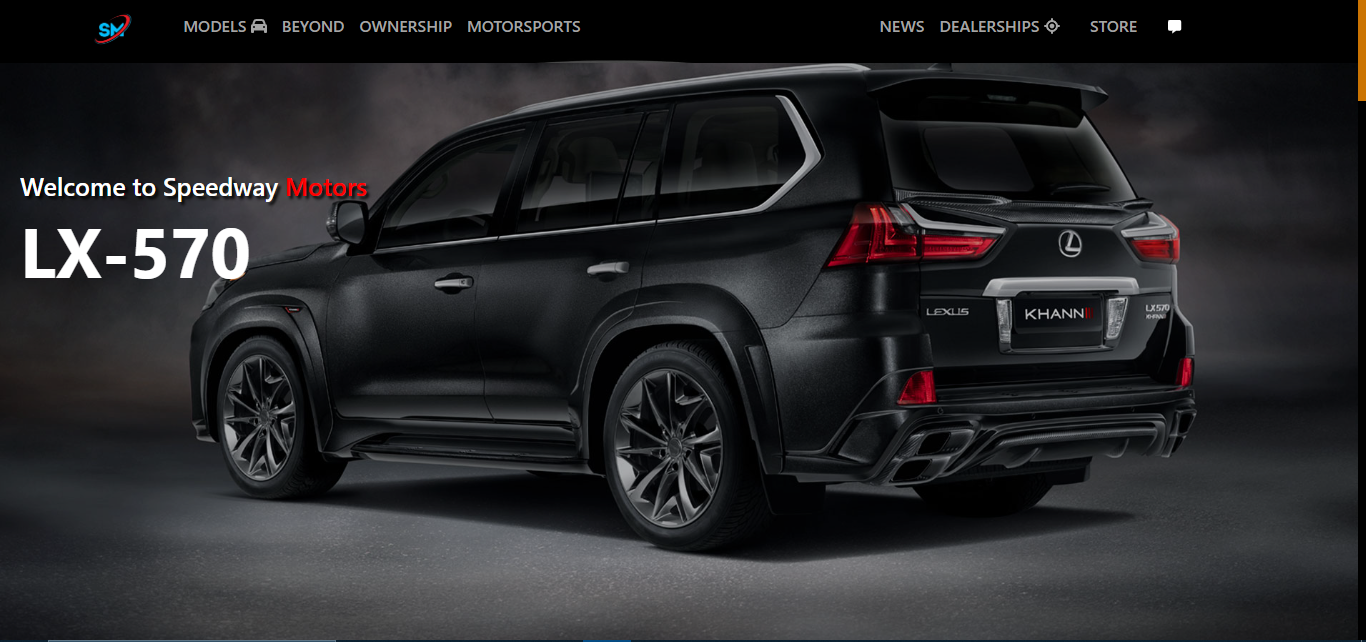 SM MODELS BEYOND OWNERSHIP MOTORSPORTS NEWS DEALERSHIPS STORE
Welcome to Speedway Motors
LX-570
LEXUS
KHANN
LX570